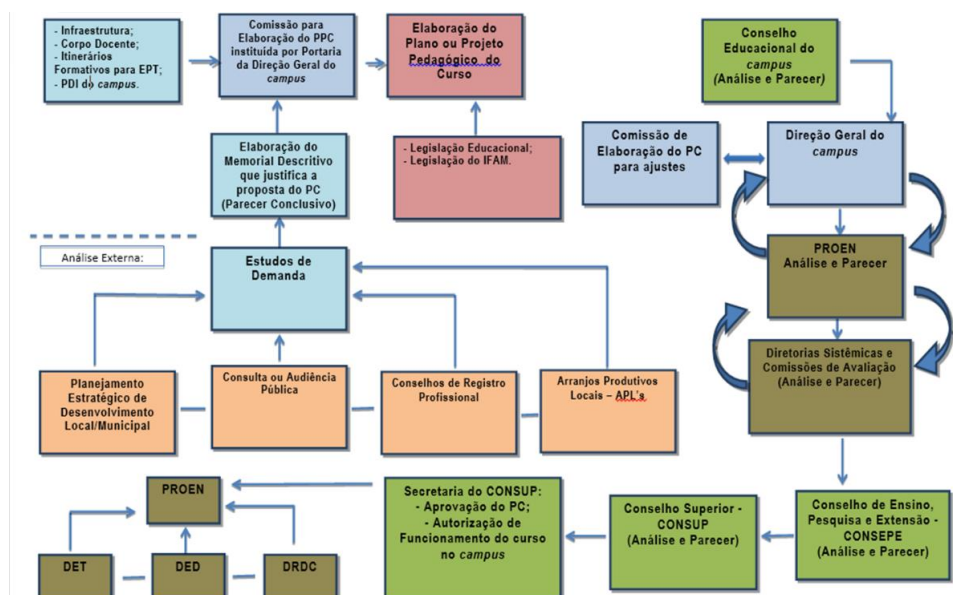 - Infraestrutura;
- Corpo Docente;
- Itinerários
Formativos para EPT;
- PDI do campus.
Comissão para
Elaboração do PPC
instituída por Portaria
da Direção Geral do
campus
Elaboração do
Plano ou Projeto
Pedagógico do
Curso
Conselho
Educacional do
campus
(Análise e Parecer)
Elaboração do
Memorial Descritivo
que justifica a
proposta do PC
(Parecer Conclusivo)
- Legislação Educacional;
- Legislação do IFAM.
Comissão de
Elaboração do PC
para ajustes
Direção Geral do
campus
Análise Externa:
Estudos de
Demanda
PROEN
Análise e Parecer
Diretorias Sistêmicas e
Comissões de Avaliação
(Análise e Parecer)
Planejamento
Estratégico de
Desenvolvimento
Local/Municipal
Consulta ou Audiência
Pública
Conselhos de Registro
Profissional
Arranjos Produtivos
Locais – APL's
PROEN
Secretaria do CONSUP:
- Aprovação do PC;
- Autorização de
Funcionamento do curso
no campus
Conselho Superior -
CONSUP
(Análise e Parecer)
Conselho de Ensino,
Pesquisa e Extensão -
CONSEPE
(Análise e Parecer)
DET
DED
DRDC